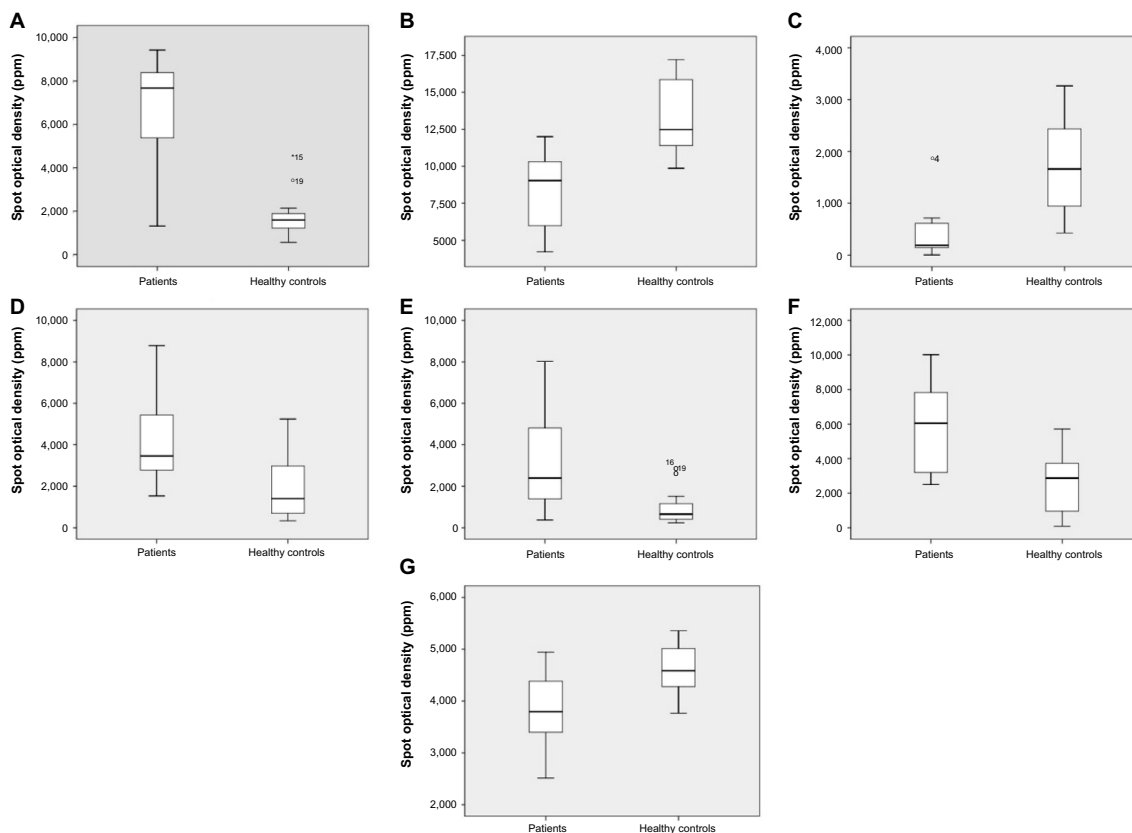 A
Spot optical density (ppm)
10,000
8,000
6,000
4,000
2,000
0
*15
°19
Patients
Healthy controls
B
Spot optical density (ppm)
17,500
15,000
12,500
10,000
7,500
5000
Patients
Healthy controls
C
Spot optical density (ppm)
4,000
3,000
2,000
1,000
0
°4
Patients
Healthy controls
D
Spot optical density (ppm)
10,000
8,000
6,000
4,000
2,000
0
Patients
Healthy controls
E
Spot optical density (ppm)
10,000
8,000
6,000
4,000
2,000
0
16
19
Patients
Healthy controls
F
Spot optical density (ppm)
12,000
10,000
8,000
6,000
4,000
2,000
0
Patients
Healthy controls
G
Spot optical density (ppm)
6,000
5,000
4,000
3,000
2,000
Patients
Healthy controls